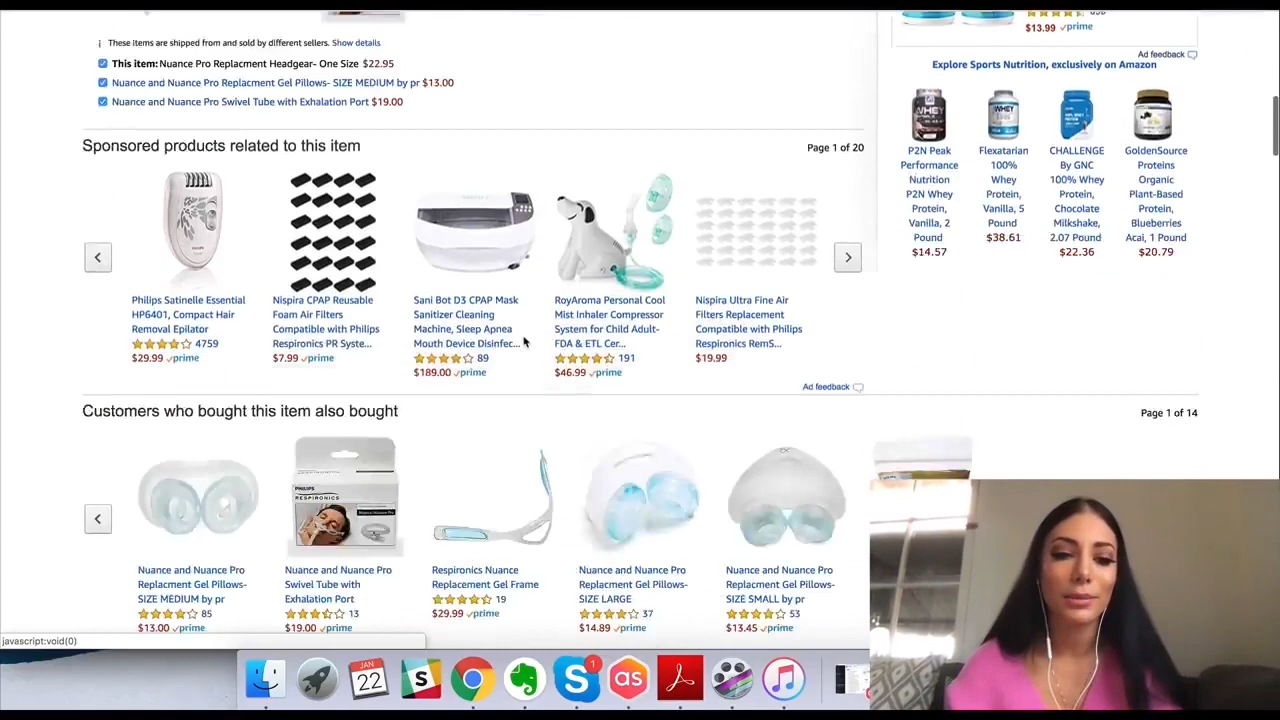 i These items are shipped from and sold by different sellers. Show details
This item: Nuance Pro Replacment Headgear- One Size $22.95
Nuance and Nuance Pro Replacment Gel Pillows- SIZE MEDIUM by pr $13.00
Nuance and Nuance Pro Swivel Tube with Exhalation Port $19.00
$13.99 prime
Ad feedback
Explore Sports Nutrition, exclusively on Amazon
P2N Peak
Performance
Nutrition
P2N Whey
Protein,
Vanilla, 2
Pound
$14.57
Flexatarian
100%
Whey
Protein,
Vanilla, 5
Pound
$38.61
CHALLENGE
By GNC
100% Whey
Protein,
Chocolate
Milkshake,
2.07 Pound
$22.36
GoldenSource
Proteins
Organic
Plant-Based
Protein,
Blueberries
Acai, 1 Pound
$20.79
Sponsored products related to this item
Page 1 of 20
Philips Satinelle Essential
HP6401, Compact Hair
Removal Epilator
4759
$29.99 prime
Nispira CPAP Reusable
Foam Air Filters
Compatible with Philips
Respironics PR Syste...
$7.99 prime
Sani Bot D3 CPAP Mask
Sanitizer Cleaning
Machine, Sleep Apnea
Mouth Device Disinfec...
89
$189.00 prime
RoyAroma Personal Cool
Mist Inhaler Compressor
System for Child Adult-
FDA & ETL Cer...
191
$46.99 prime
Nispira Ultra Fine Air
Filters Replacement
Compatible with Philips
Respironics RemS...
$19.99
Ad feedback
Customers who bought this item also bought
Page 1 of 14
PHILIPS
RESPIRONICS
Nuance and Nuance Pro
Replacment Gel Pillows-
SIZE MEDIUM by pr
85
$13.00 prime
Nuance and Nuance Pro
Swivel Tube with
Exhalation Port
13
$19.00 prime
Respironics Nuance
Replacement Gel Frame
19
$29.99 prime
Nuance and Nuance Pro
Replacment Gel Pillows-
SIZE LARGE
37
$14.89 prime
Nuance and Nuance Pro
Replacment Gel Pillows-
SIZE SMALL by pr
53
$13.45 prime
javascript:void(0)
JAN
22
1
as